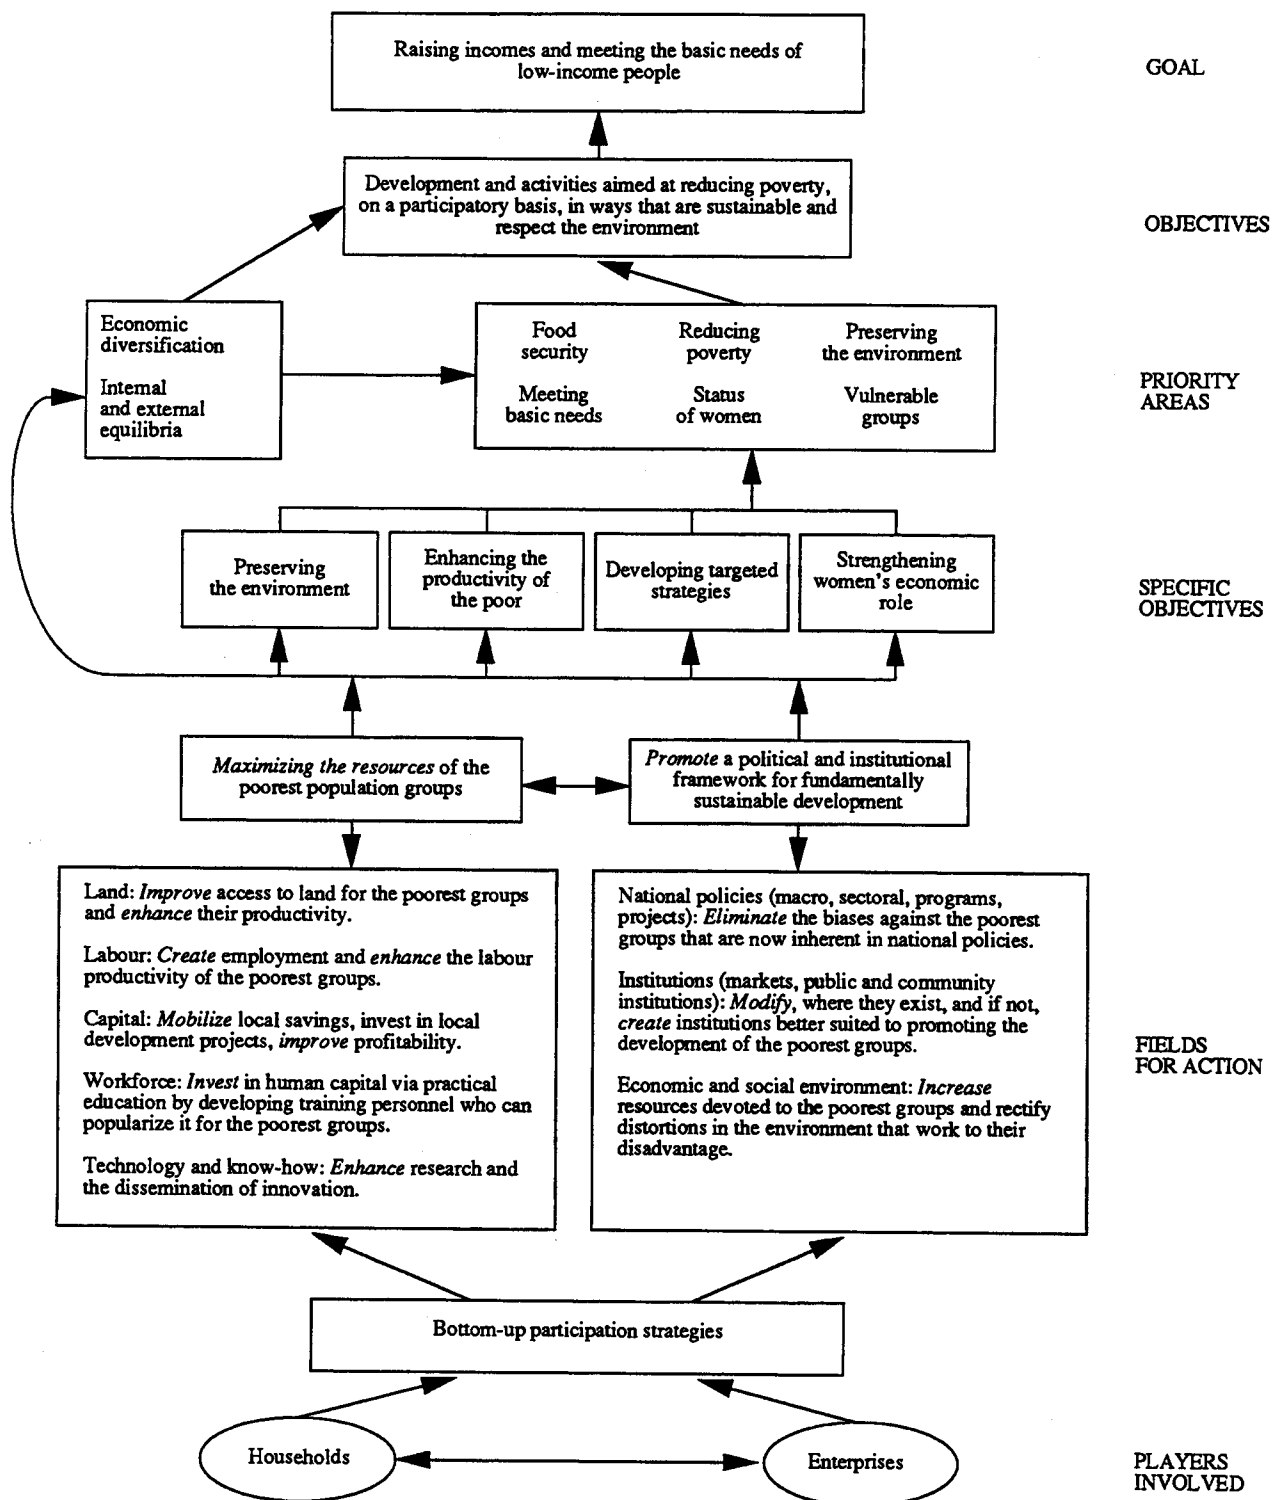 Raising incomes and meeting the basic needs of
low-income people
GOAL
Development and activities aimed at reducing poverty,
on a participatory basis, in ways that are sustainable and
respect the environment
OBJECTIVES
Economic
diversification
Internal
and external
equilibria
Food
security
Reducing
poverty
Preserving
the environment
Meeting
basic needs
Status
of women
Vulnerable
groups
PRIORITY
AREAS
Preserving
the environment
Enhancing the
productivity of
the poor
Developing targeted
strategies
Strengthening
women's economic
role
SPECIFIC
OBJECTIVES
Maximizing the resources of the
poorest population groups
Promote a political and institutional
framework for fundamentally
sustainable development
Land: Improve access to land for the poorest groups
and enhance their productivity.
Labour: Create employment and enhance the labour
productivity of the poorest groups.
Capital: Mobilize local savings, invest in local
development projects, improve profitability.
Workforce: Invest in human capital via practical
education by developing training personnel who can
popularize it for the poorest groups.
Technology and know-how: Enhance research and
the dissemination of innovation.
National policies (macro, sectoral, programs,
projects): Eliminate the biases against the poorest
groups that are now inherent in national policies.
Institutions (markets, public and community
institutions): Modify, where they exist, and if not,
create institutions better suited to promoting the
development of the poorest groups.
Economic and social environment: Increase
resources devoted to the poorest groups and rectify
distortions in the environment that work to their
disadvantage.
FIELDS
FOR ACTION
Bottom-up participation strategies
Households
Enterprises
PLAYERS
INVOLVED